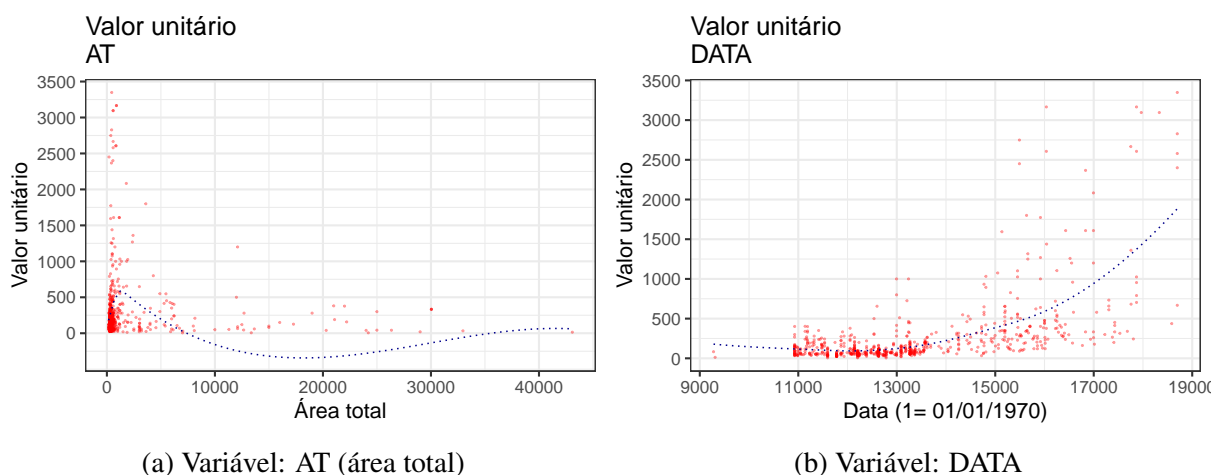 Valor unitário
AT
3500
3000
2500
2000
1500
1000
500
0
Valor unitário
0
10000
20000
30000
40000
Área total
(a) Variável: AT (área total)
Valor unitário
DATA
3500
3000
2500
2000
1500
1000
500
0
Valor unitário
9000
11000
13000
15000
17000
19000
Data (1= 01/01/1970)
(b) Variável: DATA